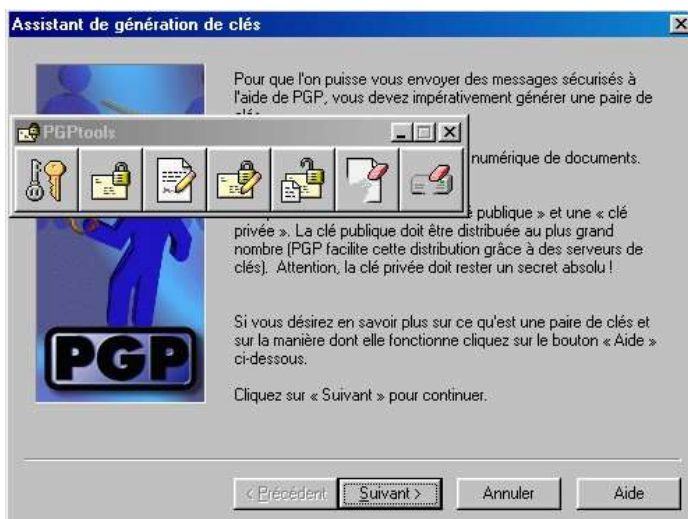 Assistant de génération de clés
Pour que l'on puisse vous envoyer des messages sécurisés à
l'aide de PGP, vous devez impérativement générer une paire de
PGPtools
numérique de documents.
publique » et une « clé
privée ». La clé publique doit être distribuée au plus grand
nombre (PGP facilite cette distribution grâce à des serveurs de
clés). Attention, la clé privée doit rester un secret absolu !
Si vous désirez en savoir plus sur ce qu'est une paire de clés et
sur la manière dont elle fonctionne cliquez sur le bouton « Aide »
ci-dessous.
PGP
Cliquez sur « Suivant » pour continuer.
< Précédent Suivant > Annuler Aide